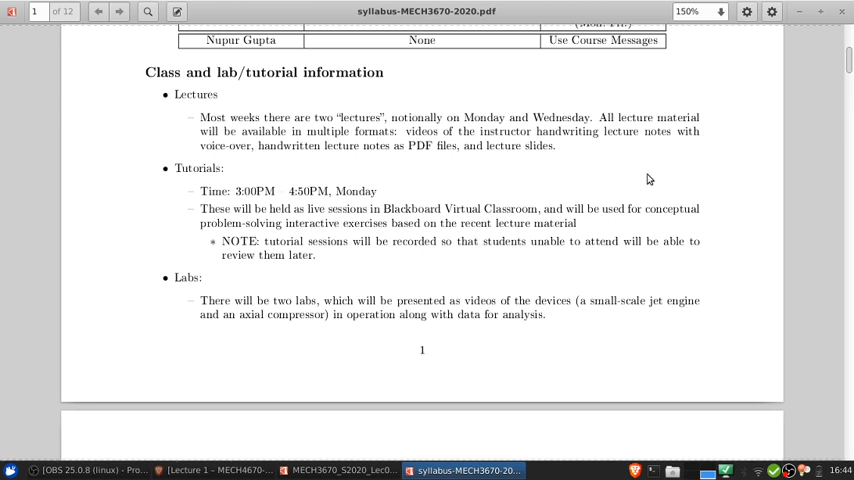 syllabus-MECH3670-2020.pdf
1 of 12
150%
Nupur Gupta None Use Course Messages
Class and lab/tutorial information
• Lectures
– Most weeks there are two “lectures”, notionally on Monday and Wednesday. All lecture material
will be available in multiple formats: videos of the instructor handwriting lecture notes with
voice-over, handwritten lecture notes as PDF files, and lecture slides.
• Tutorials:
– Time: 3:00PM – 4:50PM, Monday
– These will be held as live sessions in Blackboard Virtual Classroom, and will be used for conceptual
problem-solving interactive exercises based on the recent lecture material
* NOTE: tutorial sessions will be recorded so that students unable to attend will be able to
review them later.
• Labs:
– There will be two labs, which will be presented as videos of the devices (a small-scale jet engine
and an axial compressor) in operation along with data for analysis.
1
[OBS 25.0.8 (linux) - Pro... [Lecture 1 – MECH4670-... MECH3670_S2020_Lec0... syllabus-MECH3670-20... 16:44